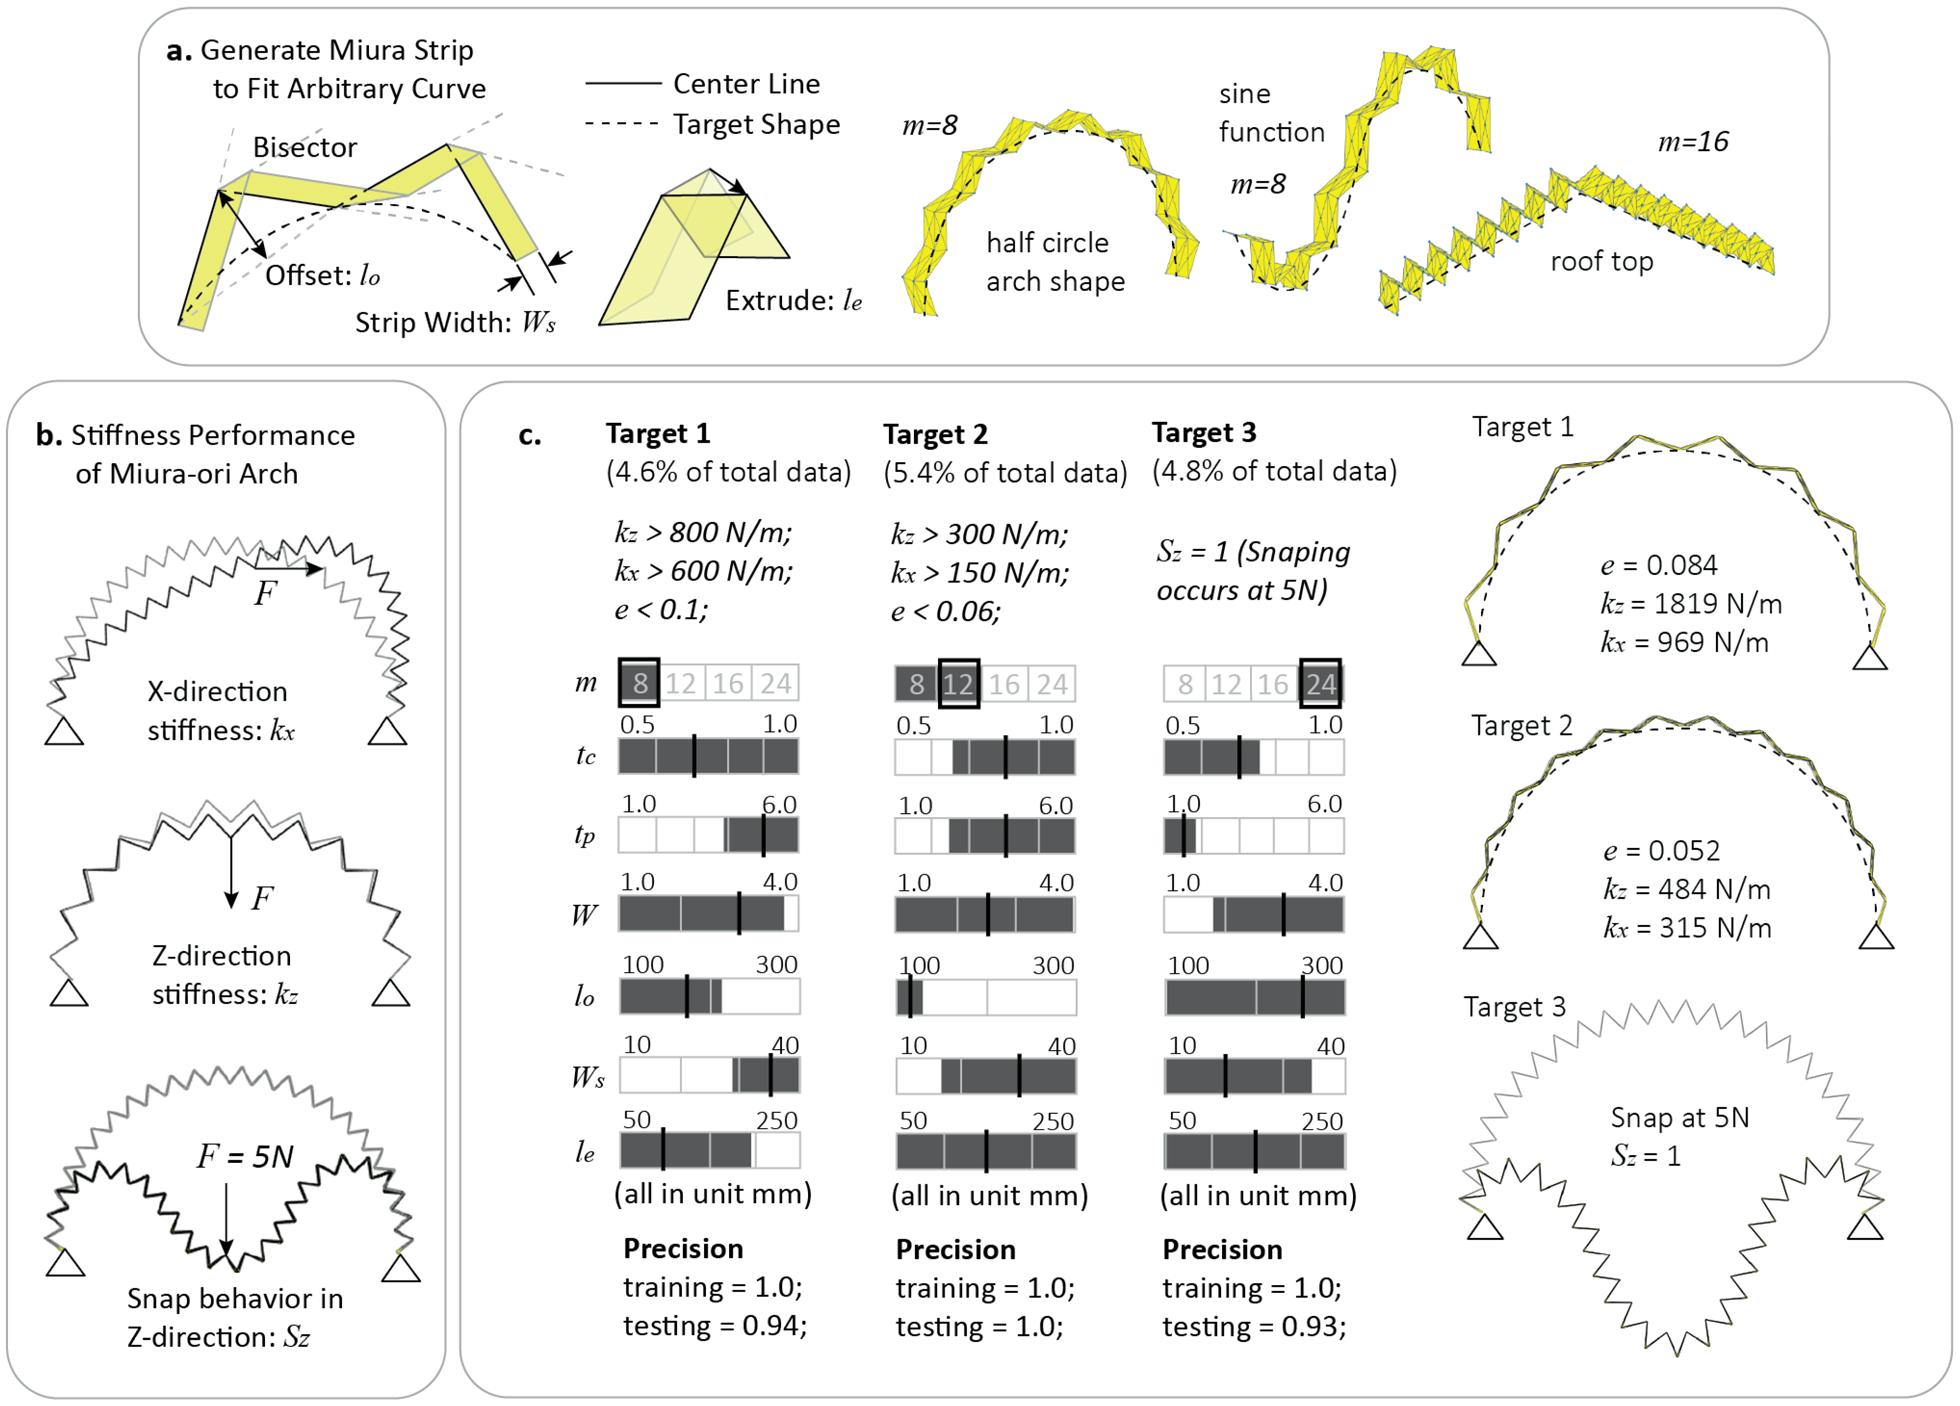 a. Generate Miura Strip
to Fit Arbitrary Curve
Bisector
Offset: lo
Strip Width: Ws
Center Line
Target Shape
Extrude: le
m=8
half circle
arch shape
sine
function
m=8
m=16
roof top
b. Stiffness Performance
of Miura-ori Arch
F
X-direction
stiffness: kx
F
Z-direction
stiffness: kz
F = 5N
Snap behavior in
Z-direction: Sz
c.
Target 1
(4.6% of total data)
kz > 800 N/m;
kx > 600 N/m;
e < 0.1;
Target 2
(5.4% of total data)
kz > 300 N/m;
kx > 150 N/m;
e < 0.06;
Target 3
(4.8% of total data)
Sz = 1 (Snaping
occurs at 5N)
m 8 12 16 24 8 12 16 24 8 12 16 24
0.5 1.0 0.5 1.0 0.5 1.0
tc
1.0 6.0 1.0 6.0 1.0 6.0
tp
1.0 4.0 1.0 4.0 1.0 4.0
W
100 300 100 300 100 300
lo
10 40 10 40 10 40
Ws
50 250 50 250 50 250
le
(all in unit mm) (all in unit mm) (all in unit mm)
Precision
training = 1.0;
testing = 0.94;
Precision
training = 1.0;
testing = 1.0;
Precision
training = 1.0;
testing = 0.93;
Target 1
e = 0.084
kz = 1819 N/m
kx = 969 N/m
Target 2
e = 0.052
kz = 484 N/m
kx = 315 N/m
Target 3
Snap at 5N
Sz = 1